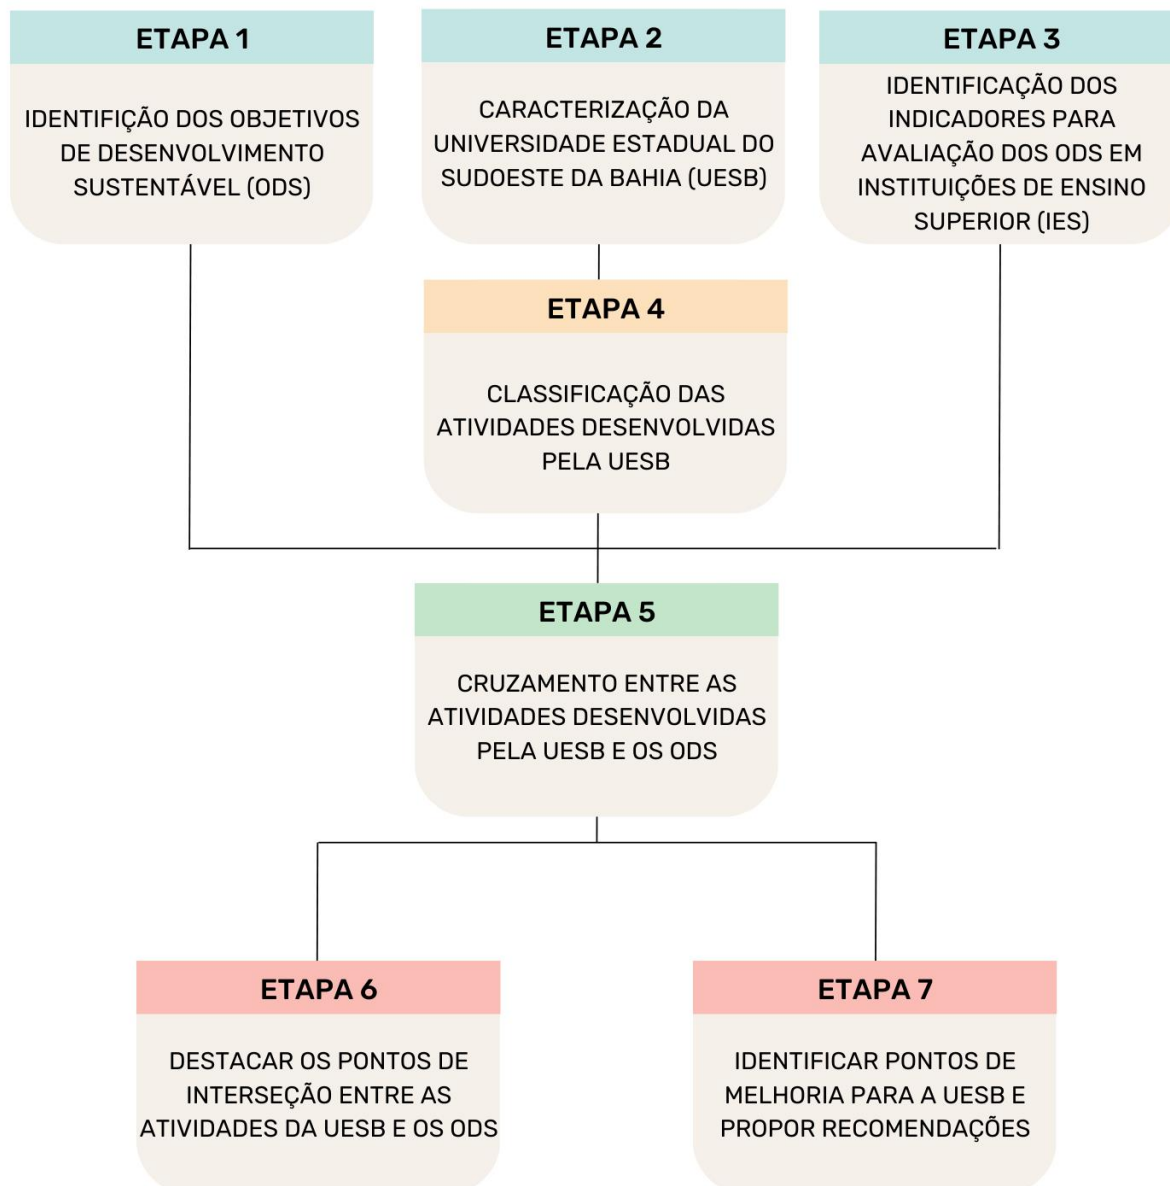 ETAPA 1
IDENTIFIÇÃO DOS OBJETIVOS
DE DESENVOLVIMENTO
SUSTENTÁVEL (ODS)
ETAPA 2
CARACTERIZAÇÃO DA
UNIVERSIDADE ESTADUAL DO
SUDOESTE DA BAHIA (UESB)
ETAPA 3
IDENTIFICAÇÃO DOS
INDICADORES PARA
AVALIAÇÃO DOS ODS EM
INSTITUIÇÕES DE ENSINO
SUPERIOR (IES)
ETAPA 4
CLASSIFICAÇÃO DAS
ATIVIDADES DESENVOLVIDAS
PELA UESB
ETAPA 5
CRUZAMENTO ENTRE AS
ATIVIDADES DESENVOLVIDAS
PELA UESB E OS ODS
ETAPA 6
DESTACAR OS PONTOS DE
INTERSEÇÃO ENTRE AS
ATIVIDADES DA UESB E OS ODS
ETAPA 7
IDENTIFICAR PONTOS DE
MELHORIA PARA A UESB E
PROPOR RECOMENDAÇÕES